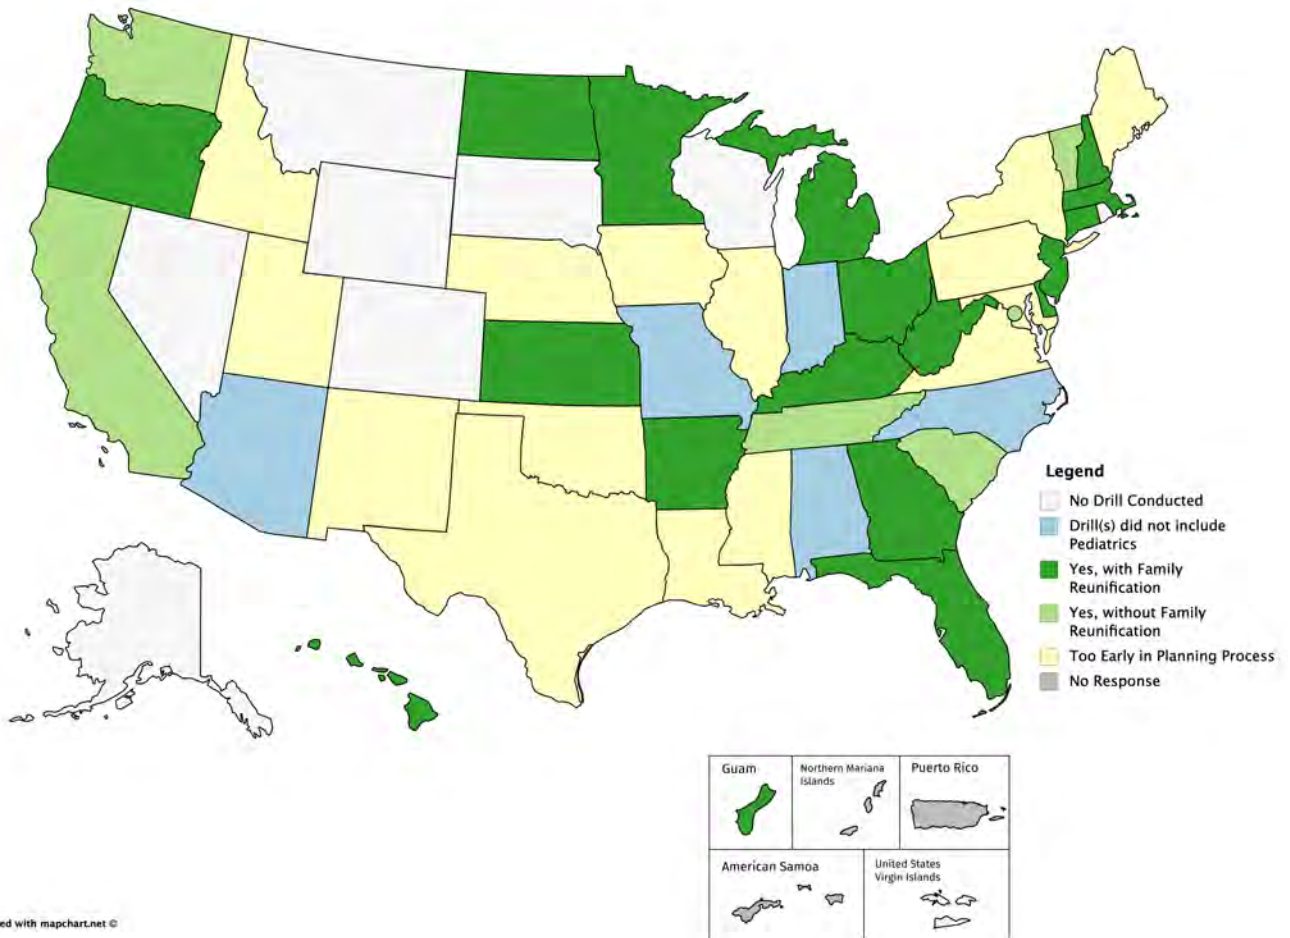 Legend
No Drill Conducted
Drill(s) did not include
Pediatrics
Yes, with Family
Reunification
Yes, without Family
Reunification
Too Early in Planning Process
No Response
Guam
Northern Mariana
Islands
Puerto Rico
American Samoa
United States
Virgin Islands
ed with mapchart.net ©